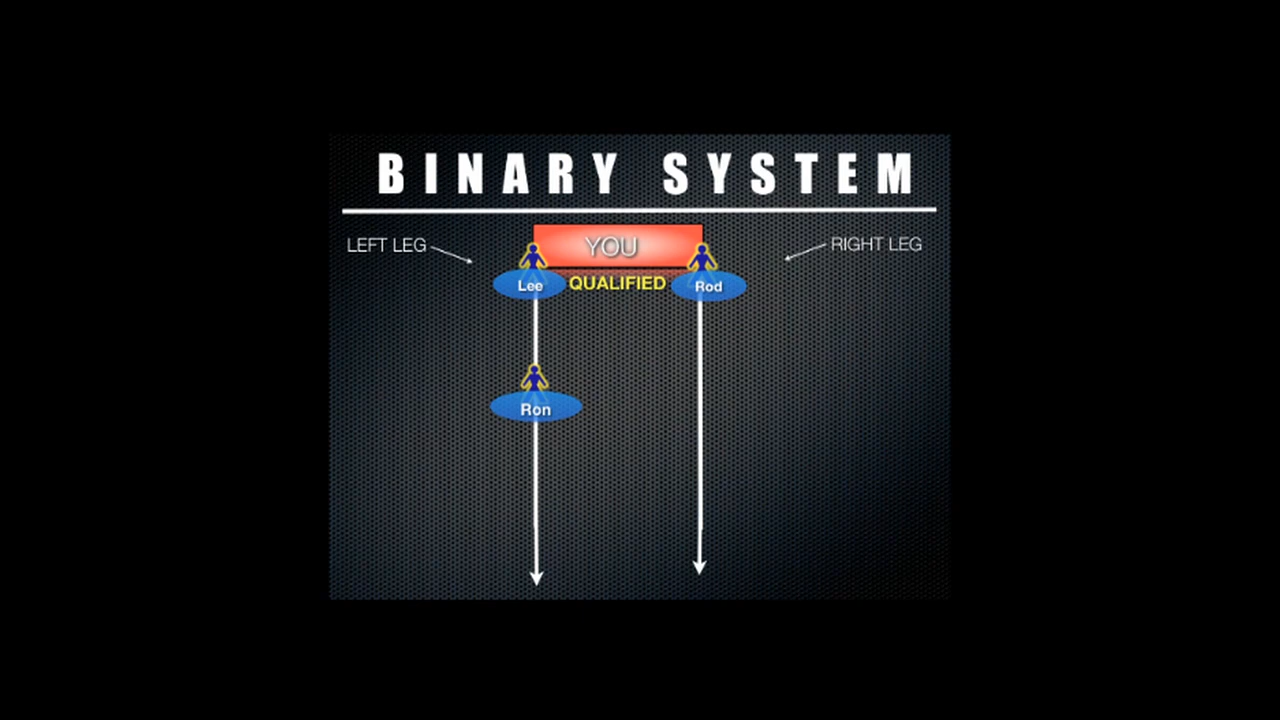 BINARY SYSTEM
LEFT LEG
YOU
RIGHT LEG
Lee
QUALIFIED
Rod
Ron